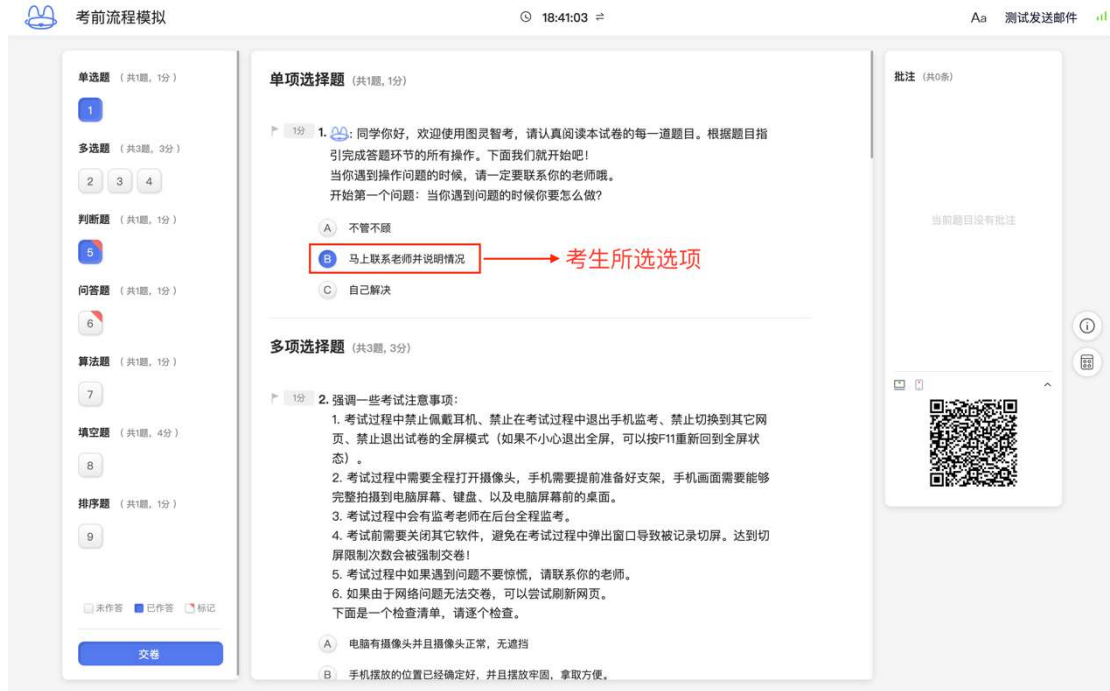 考前流程模拟
18:41:03
Aa 测试发送邮件
单选题 （共1题，1分）
1
多选题 （共3题，3分）
2 3 4
判断题 （共1题，1分）
5
问答题 （共1题，1分）
6
算法题 （共1题，1分）
7
填空题 （共1题，4分）
8
排序题 （共1题，1分）
9
未作答 已作答 标记
交卷
单项选择题 (共1题, 1分)
1分 1. : 同学你好，欢迎使用图灵智考，请认真阅读本试卷的每一道题目。根据题目指
引完成答题环节的所有操作。下面我们就开始吧！
当你遇到操作问题的时候，请一定要联系你的老师哦。
开始第一个问题：当你遇到问题的时候你要怎么做?
A 不管不顾
B 马上联系老师并说明情况
考生所选选项
C 自己解决
多项选择题 (共3题, 3分)
1分 2. 强调一些考试注意事项：
1. 考试过程中禁止佩戴耳机、禁止在考试过程中退出手机监考、禁止切换到其它网
页、禁止退出试卷的全屏模式（如果不小心退出全屏，可以按F11重新回到全屏状
态）。
2. 考试过程中需要全程打开摄像头，手机需要提前准备好支架，手机画面需要能够
完整拍摄到电脑屏幕、键盘、以及电脑屏幕前的桌面。
3. 考试过程中会有监考老师在后台全程监考。
4. 考试前需要关闭其它软件，避免在考试过程中弹出窗口导致被记录切屏。达到切
屏限制次数会被强制交卷！
5. 考试过程中如果遇到问题不要惊慌，请联系你的老师。
6. 如果由于网络问题无法交卷，可以尝试刷新网页。
下面是一个检查清单，请逐个检查。
A 电脑有摄像头并且摄像头正常，无遮挡
B 手机摆放的位置已经确定好，并且摆放牢固，拿取方便。
批注 (共0条)
当前题目没有批注